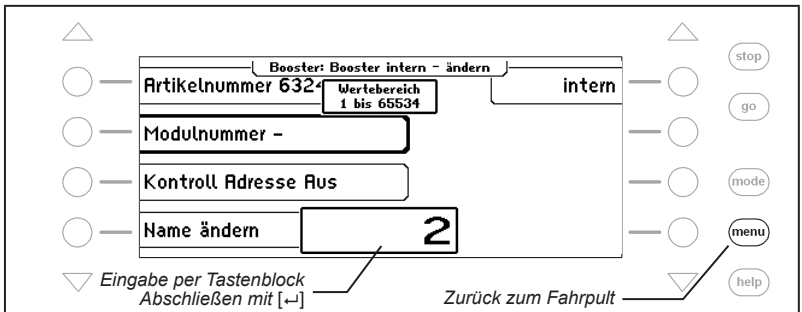 Booster: Booster intern - ändern
stop
Artikelnummer 6324
Wertebereich
1 bis 65534
intern
go
Modulnummer -
Kontroll Adresse Aus
mode
Name ändern
2
menu
Eingabe per Tastenblock
Abschließen mit [↵]
Zurück zum Fahrpult
help